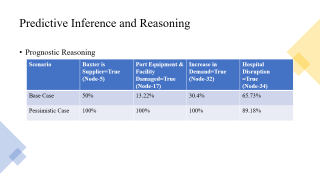 Predictive Inference and Reasoning
• Prognostic Reasoning
Scenario
Baxter is
Supplier=True
(Node-5)
Port Equipment &
Facility
Damaged=True
(Node-17)
Increase in
Demand=True
(Node-32)
Hospital
Disruption
=True
(Node-34)
Base Case 50% 13.22% 30.4% 65.73%
Pessimistic Case 100% 100% 100% 89.18%